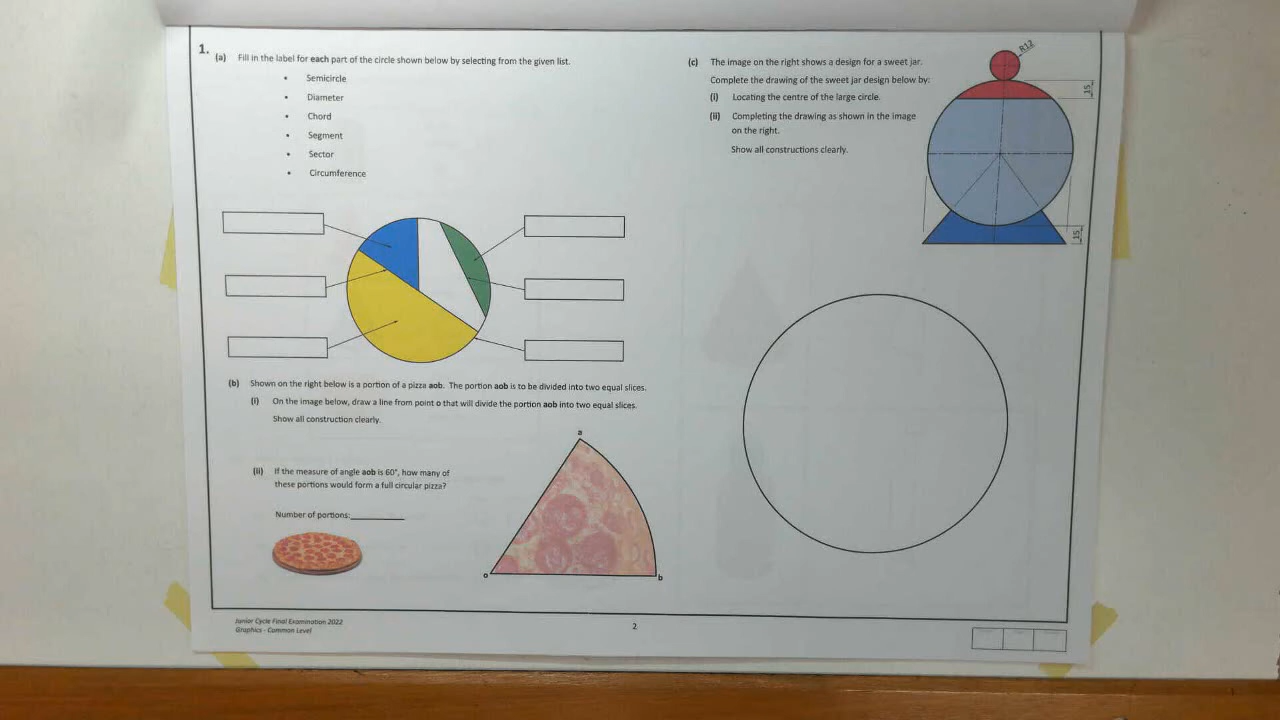 1.
(a) Fill in the label for each part of the circle shown below by selecting from the given list.
• Semicircle
• Diameter
• Chord
• Segment
• Sector
• Circumference
(b) Shown on the right below is a portion of a pizza aob. The portion aob is to be divided into two equal slices.
(i) On the image below, draw a line from point o that will divide the portion aob into two equal slices.
Show all construction clearly.
a
(ii) If the measure of angle aob is 60°, how many of
these portions would form a full circular pizza?
Number of portions:
o
b
(c) The image on the right shows a design for a sweet jar.
Complete the drawing of the sweet jar design below by:
(i) Locating the centre of the large circle.
(ii) Completing the drawing as shown in the image
on the right.
Show all constructions clearly.
R12
15
15
Junior Cycle Final Examination 2022
Graphics - Common Level
2